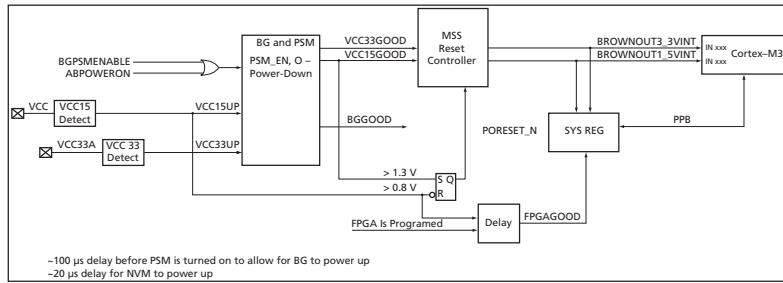 BG and PSM
PSM_EN, 0 –
Power-Down
VCC33GOOD
VCC15GOOD
MSS
Reset
Controller
BROWNOUT3_3VINT
BROWNOUT1_5VINT
IN xxx
IN xxx
Cortex–M3
BGPSMENABLE
ABPOWERON
VCC
VCC15
Detect
VCC15UP
VCC33A
VCC 33
Detect
VCC33UP
BGGOOD
PORESET_N
SYS REG
PPB
> 1.3 V
> 0.8 V
S Q
R
FPGA Is Programed
Delay
FPGAGOOD
~100 µs delay before PSM is turned on to allow for BG to power up
~20 µs delay for NVM to power up